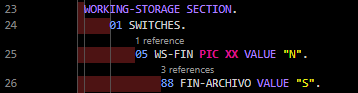 23 WORKING-STORAGE SECTION.
24 01 SWITCHES.
1 reference
25 05 WS-FIN PIC XX VALUE "N".
3 references
26 88 FIN-ARCHIVO VALUE "S".